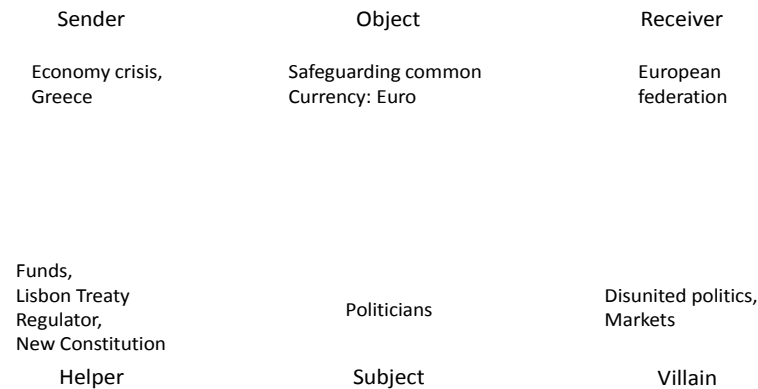 Sender
Object
Receiver
Economy crisis,
Greece
Safeguarding common
Currency: Euro
European
federation
Funds,
Lisbon Treaty
Regulator,
New Constitution
Politicians
Disunited politics,
Markets
Helper
Subject
Villain